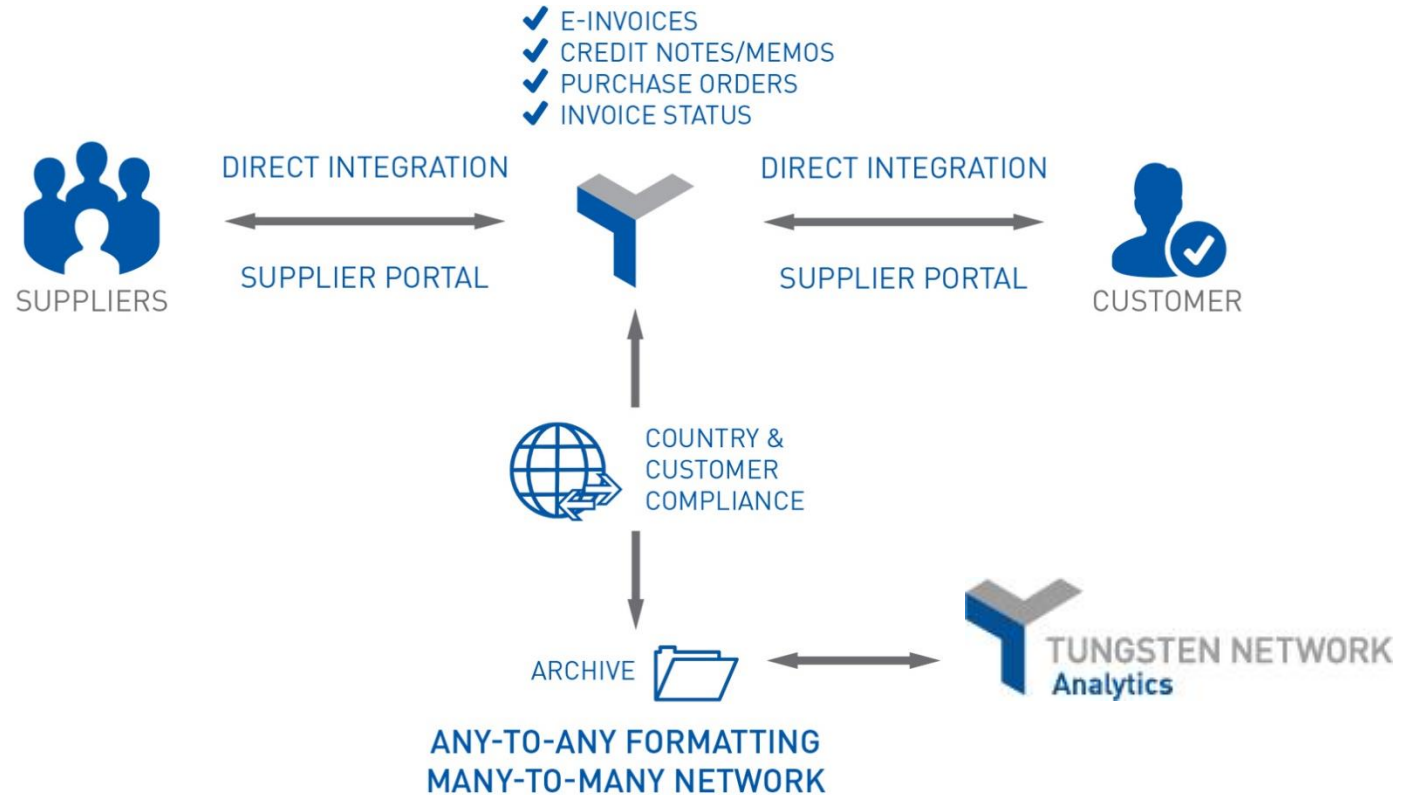 E-INVOICES
CREDIT NOTES/MEMOS
PURCHASE ORDERS
INVOICE STATUS
DIRECT INTEGRATION
SUPPLIER PORTAL
SUPPLIERS
DIRECT INTEGRATION
SUPPLIER PORTAL
CUSTOMER
COUNTRY &
CUSTOMER
COMPLIANCE
ARCHIVE
TUNGSTEN NETWORK
Analytics
ANY-TO-ANY FORMATTING
MANY-TO-MANY NETWORK